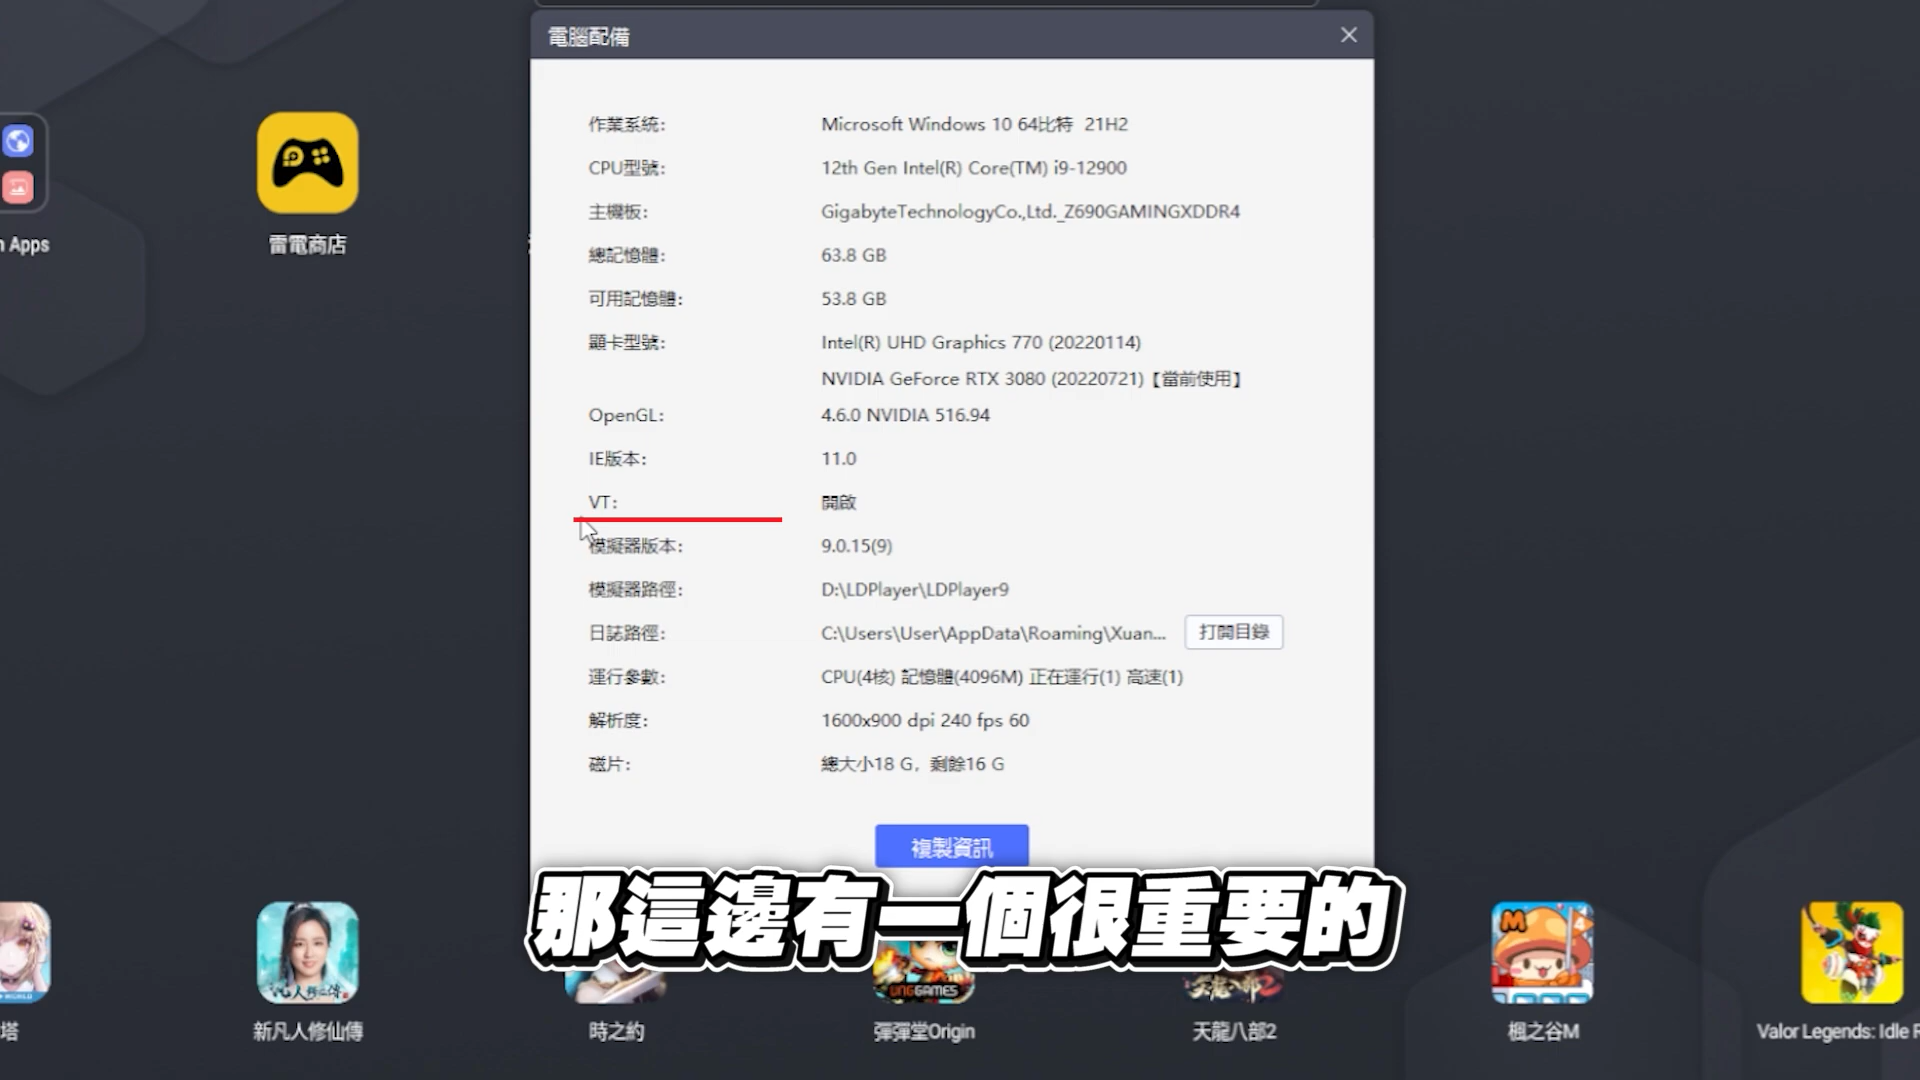 電腦配備
作業系統: Microsoft Windows 10 64比特 21H2
CPU型號: 12th Gen Intel(R) Core(TM) i9-12900
主機板: GigabyteTechnologyCo.,Ltd._Z690GAMINGXDDR4
總記憶體: 63.8 GB
可用記憶體: 53.8 GB
顯卡型號: Intel(R) UHD Graphics 770 (20220114)
NVIDIA GeForce RTX 3080 (20220721)【當前使用】
OpenGL: 4.6.0 NVIDIA 516.94
IE版本: 11.0
VT: 開啟
模擬器版本: 9.0.15(9)
模擬器路徑: D:\LDPlayer\LDPlayer9
日誌路徑: C:\Users\User\AppData\Roaming\Xuan... 打開目錄
運行參數: CPU(4核) 記憶體(4096M) 正在運行(1) 高速(1)
解析度: 1600x900 dpi 240 fps 60
磁片: 總大小18 G，剩餘16 G
複製資訊
Apps
雷電商店
那這邊有一個很重要的
塔
新凡人修仙傳
時之約
彈彈堂Origin
天龍八部2
楓之谷M
Valor Legends: Idle